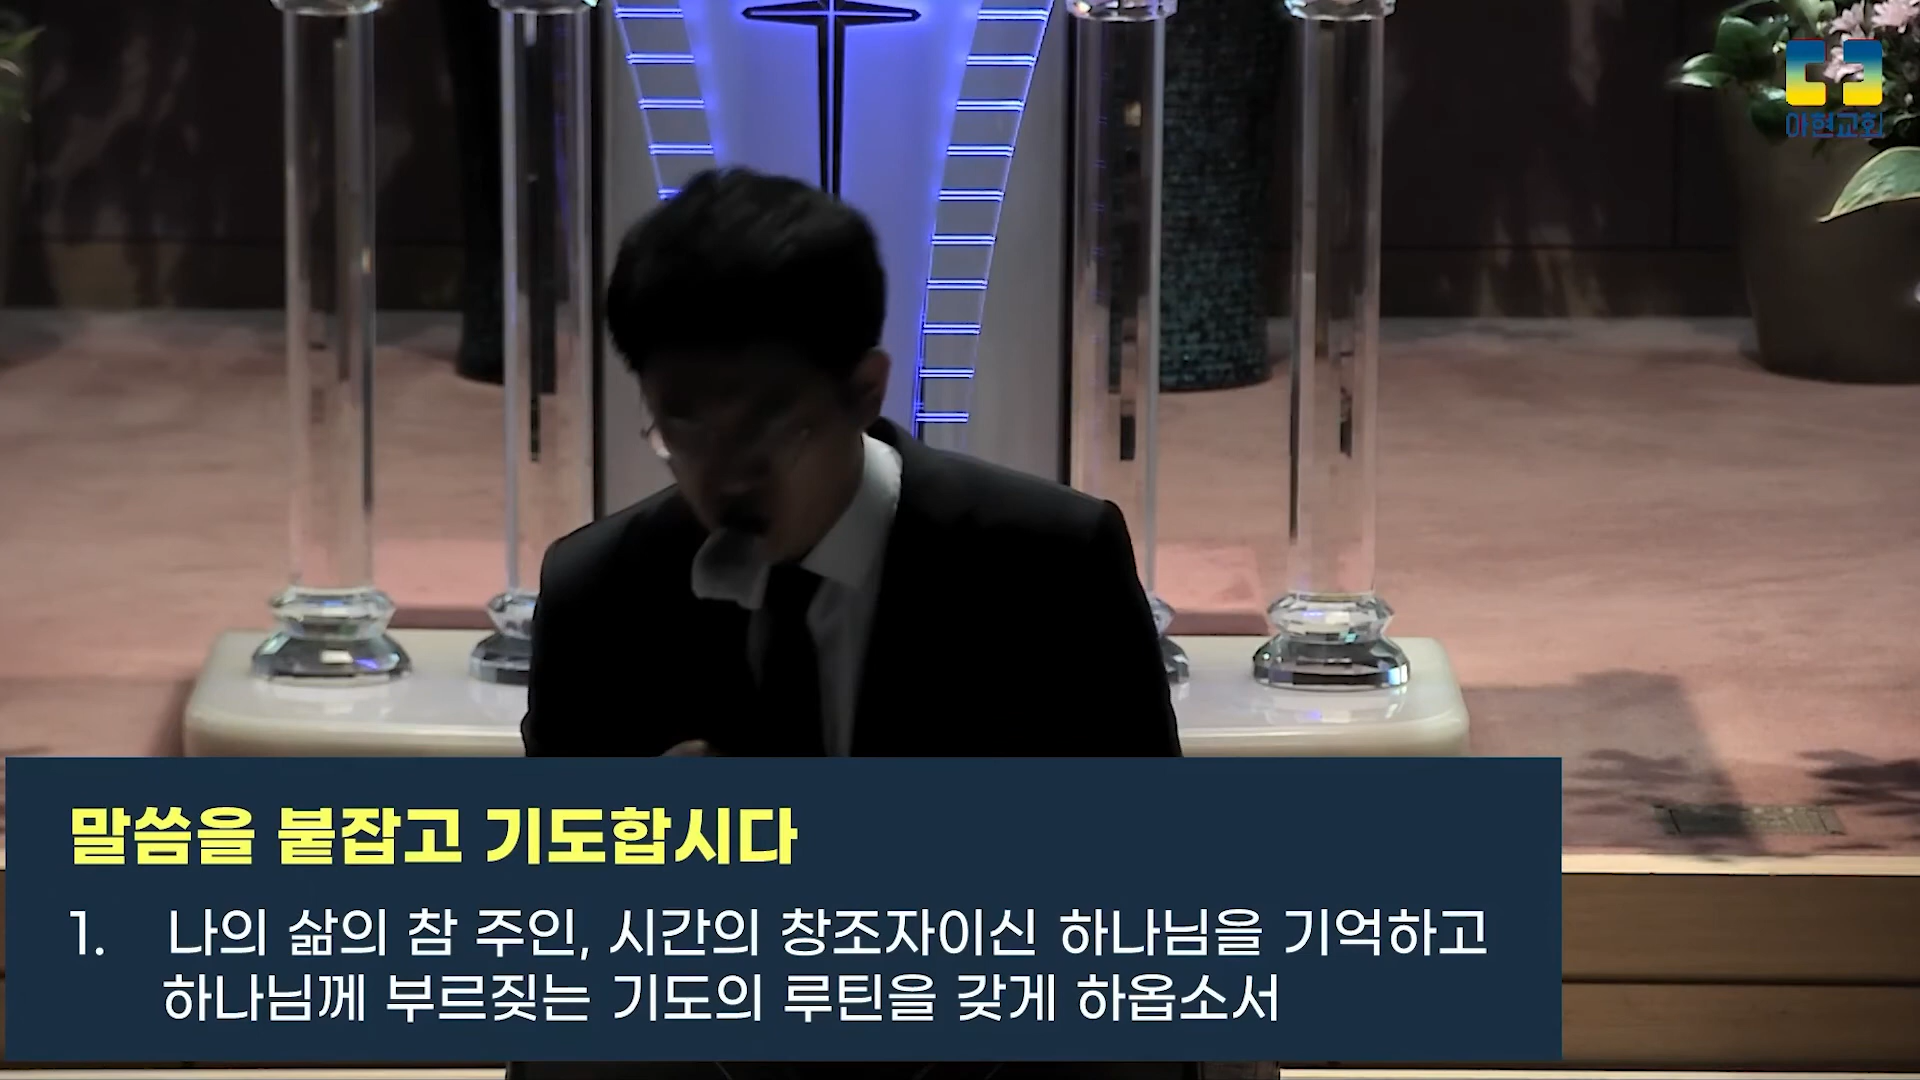 아현교회
말씀을 붙잡고 기도합시다
1. 나의 삶의 참 주인, 시간의 창조자이신 하나님을 기억하고
하나님께 부르짖는 기도의 루틴을 갖게 하옵소서